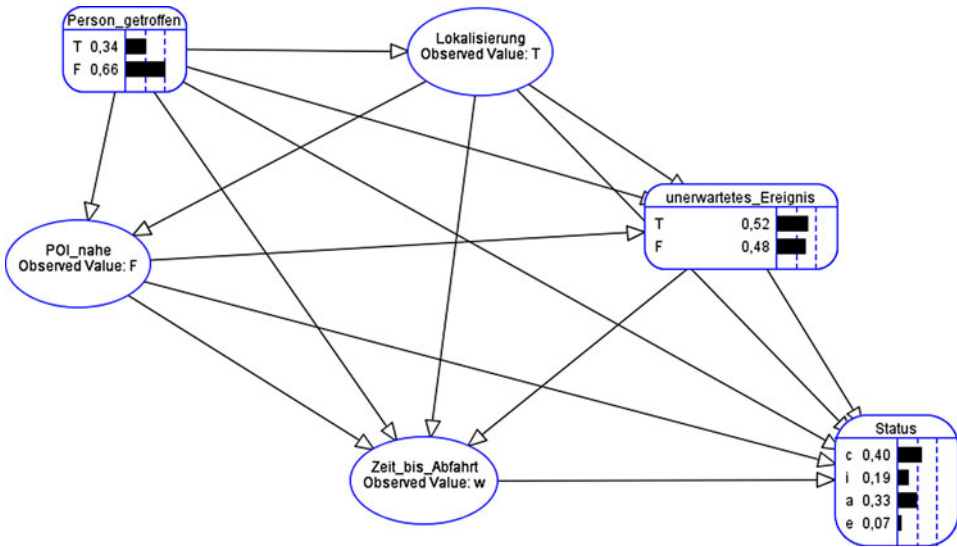 Person_getroffen
T 0,34
F 0,66
Lokalisierung
Observed Value: T
unerwartetes_Ereignis
T 0,52
F 0,48
POI_nahe
Observed Value: F
Zeit_bis_Abfahrt
Observed Value: w
Status
c 0,40
i 0,19
a 0,33
e 0,07